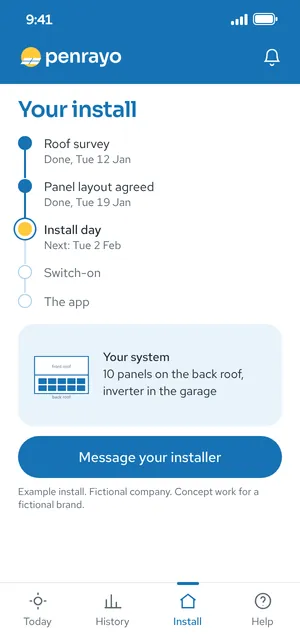 9:41
penrayo
Your install
Roof survey
Done, Tue 12 Jan
Panel layout agreed
Done, Tue 19 Jan
Install day
Next: Tue 2 Feb
Switch-on
The app
front roof
back roof
Your system
10 panels on the back roof,
inverter in the garage
Message your installer
Example install. Fictional company. Concept work for a
fictional brand.
Today
History
Install
Help